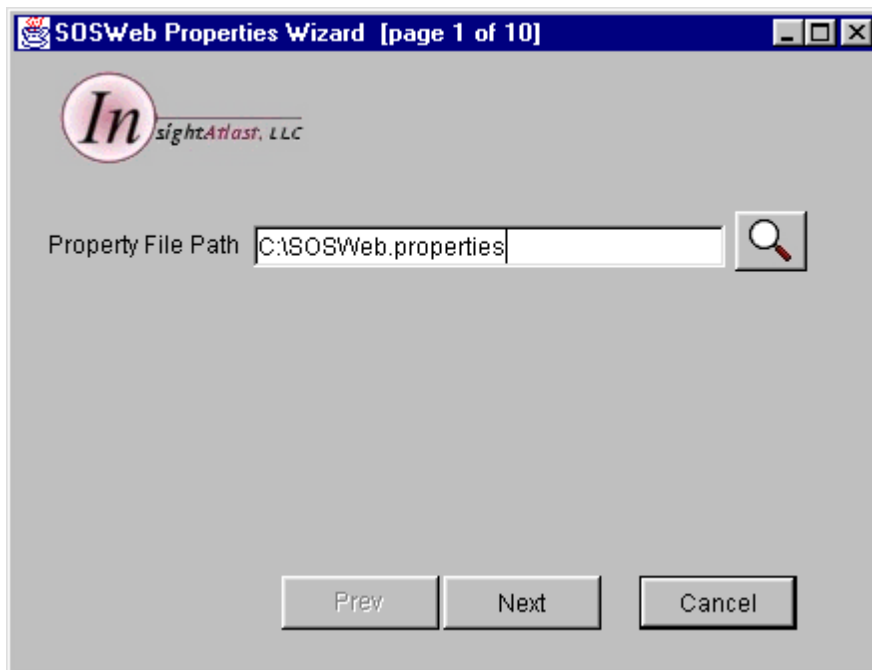 SOSWeb Properties Wizard [page 1 of 10]
InsightAtlast, LLC
Property File Path C:\SOSWeb.properties
Prev Next Cancel